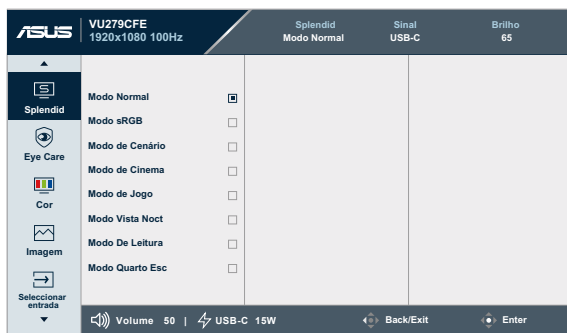 ASUS
VU279CFE
1920x1080 100Hz
Splendid
Modo Normal
Sinal
USB-C
Brilho
65
Splendid
Eye Care
Cor
Imagem
Seleccionar
entrada
Modo Normal
Modo sRGB
Modo de Cenário
Modo de Cinema
Modo de Jogo
Modo Vista Noct
Modo De Leitura
Modo Quarto Esc
Volume 50 | USB-C 15W
Back/Exit
Enter